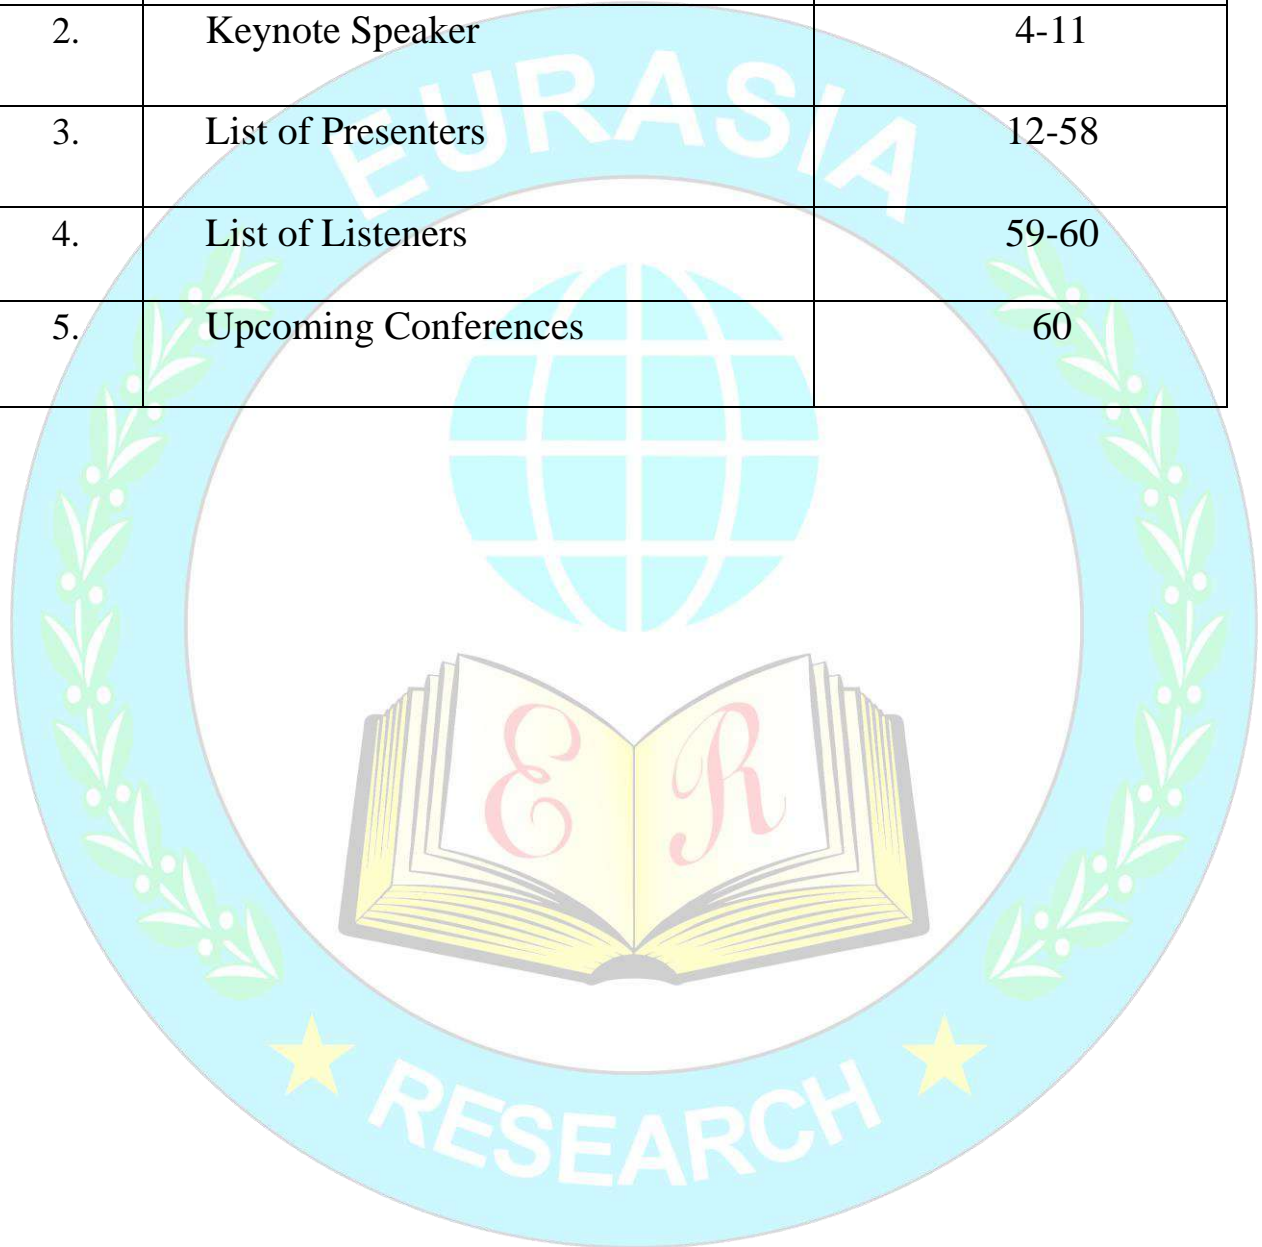 2. Keynote Speaker 4-11
3. List of Presenters 12-58
4. List of Listeners 59-60
5. Upcoming Conferences 60
EURASIA
E R
RESEARCH